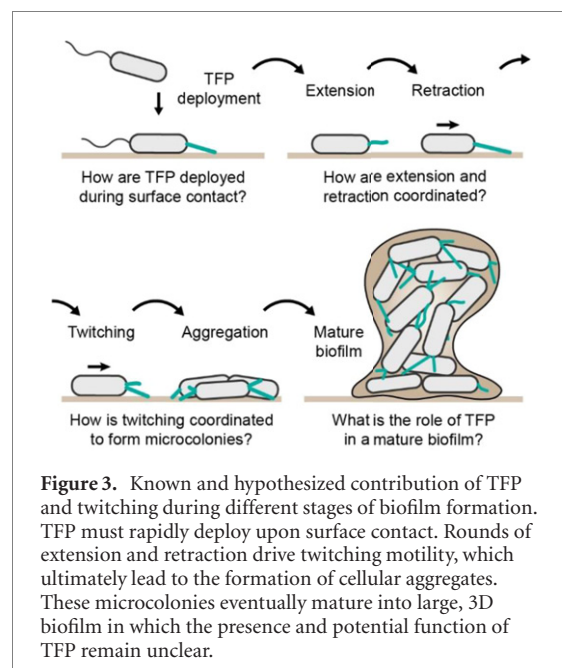 TFP
deployment
Extension
Retraction
How are TFP deployed
during surface contact?
How are extension and
retraction coordinated?
Twitching
Aggregation
Mature
biofilm
How is twitching coordinated
to form microcolonies?
What is the role of TFP
in a mature biofilm?
Figure 3. Known and hypothesized contribution of TFP
and twitching during different stages of biofilm formation.
TFP must rapidly deploy upon surface contact. Rounds of
extension and retraction drive twitching motility, which
ultimately lead to the formation of cellular aggregates.
These microcolonies eventually mature into large, 3D
biofilm in which the presence and potential function of
TFP remain unclear.